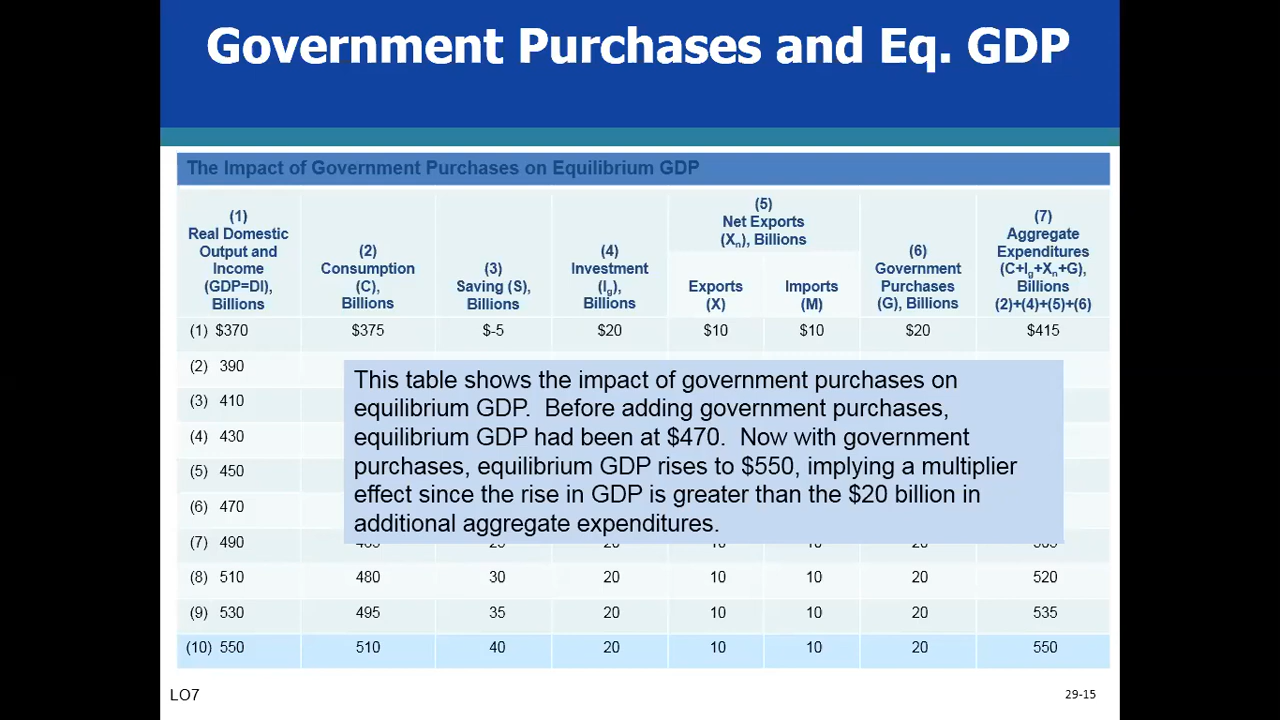 Government Purchases and Eq. GDP
The Impact of Government Purchases on Equilibrium GDP
(1)
Real Domestic
Output and
Income
(GDP=DI),
Billions
(2)
Consumption
(C),
Billions
(3)
Saving (S),
Billions
(4)
Investment
(Ig),
Billions
(5)
Net Exports
(Xn), Billions
Exports
(X)
Imports
(M)
(6)
Government
Purchases
(G), Billions
(7)
Aggregate
Expenditures
(C+Ig+Xn+G),
Billions
(2)+(4)+(5)+(6)
(1) $370 $375 $-5 $20 $10 $10 $20 $415
(2) 390
(3) 410
(4) 430
(5) 450
(6) 470
(7) 490
This table shows the impact of government purchases on
equilibrium GDP. Before adding government purchases,
equilibrium GDP had been at $470. Now with government
purchases, equilibrium GDP rises to $550, implying a multiplier
effect since the rise in GDP is greater than the $20 billion in
additional aggregate expenditures.
(8) 510 480 30 20 10 10 20 520
(9) 530 495 35 20 10 10 20 535
(10) 550 510 40 20 10 10 20 550
LO7
29-15